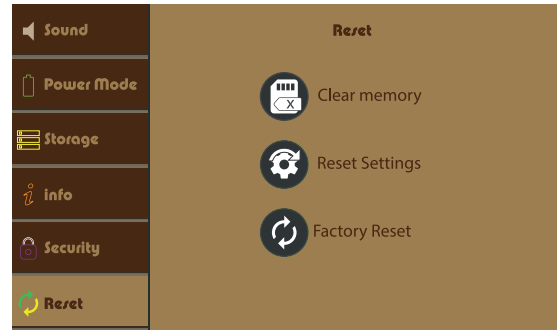 Sound
Power Mode
Storage
info
Security
Reset
Reset
Clear memory
X
Reset Settings
Factory Reset